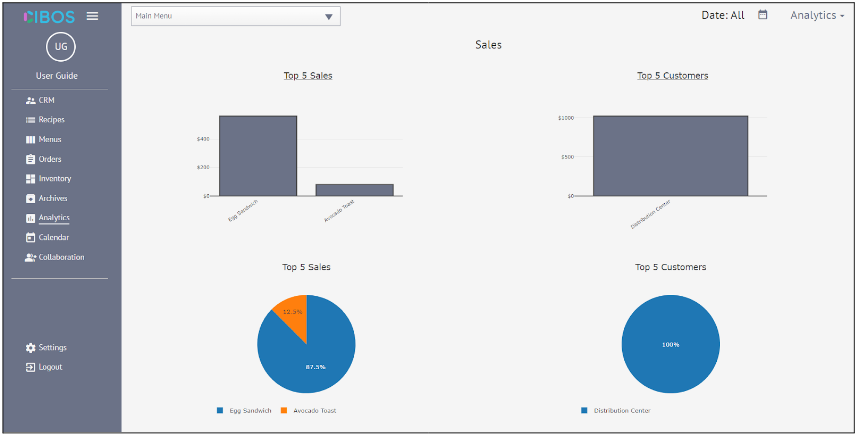 CIBOS
UG
User Guide
CRM
Recipes
Menus
Orders
Inventory
Archives
Analytics
Calendar
Collaboration
Settings
Logout
Main Menu
Date: All
Analytics
Sales
Top 5 Sales
$400
$200
$0
Egg Sandwich
Avocado Toast
Top 5 Customers
$1000
$500
$0
Distribution Center
Top 5 Sales
12.5%
87.5%
Egg Sandwich
Avocado Toast
Top 5 Customers
100%
Distribution Center